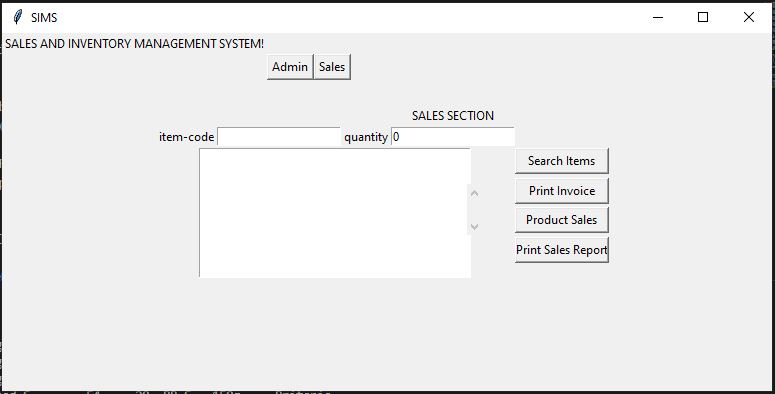 SIMS
SALES AND INVENTORY MANAGEMENT SYSTEM!
Admin Sales
SALES SECTION
item-code quantity 0
Search Items
Print Invoice
Product Sales
Print Sales Report